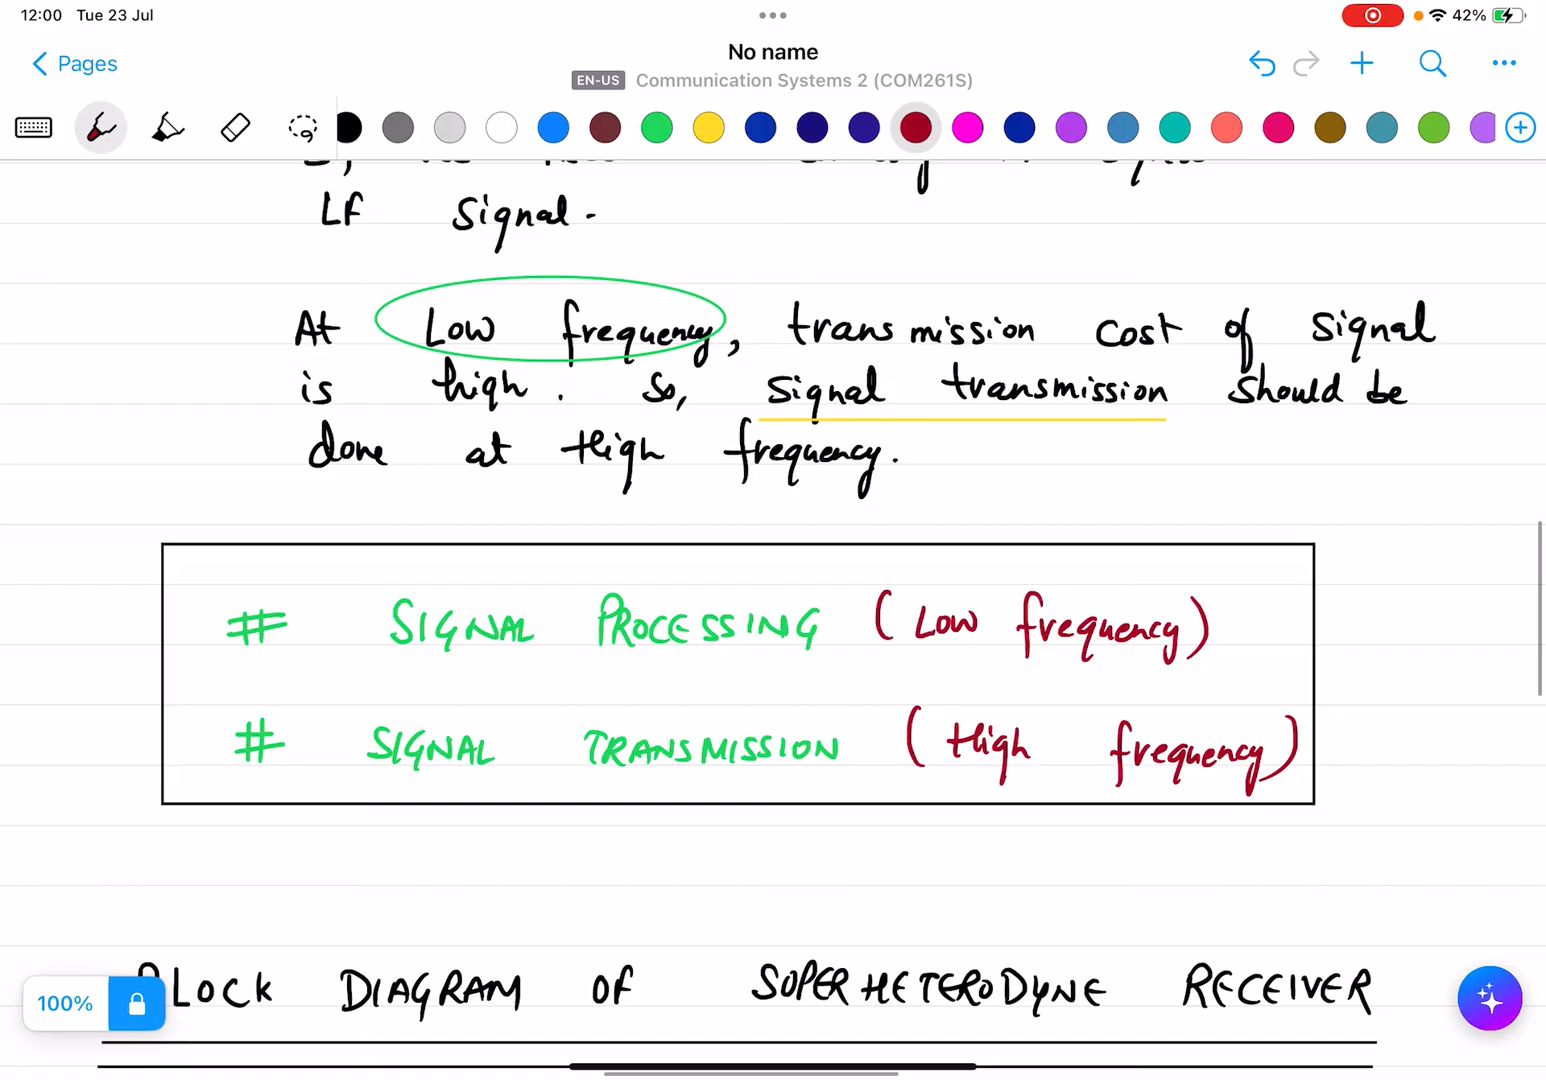 12:00 Tue 23 Jul
42%
Pages
No name
EN-US Communication Systems 2 (COM261S)
LF Signal.
At Low frequency, transmission cost of signal
is high. So, signal transmission should be
done at High frequency.
# SIGNAL PROCESSING (Low frequency)
# SIGNAL TRANSMISSION (High frequency)
BLOCK DIAGRAM OF SUPERHETERODYNE RECEIVER
100%